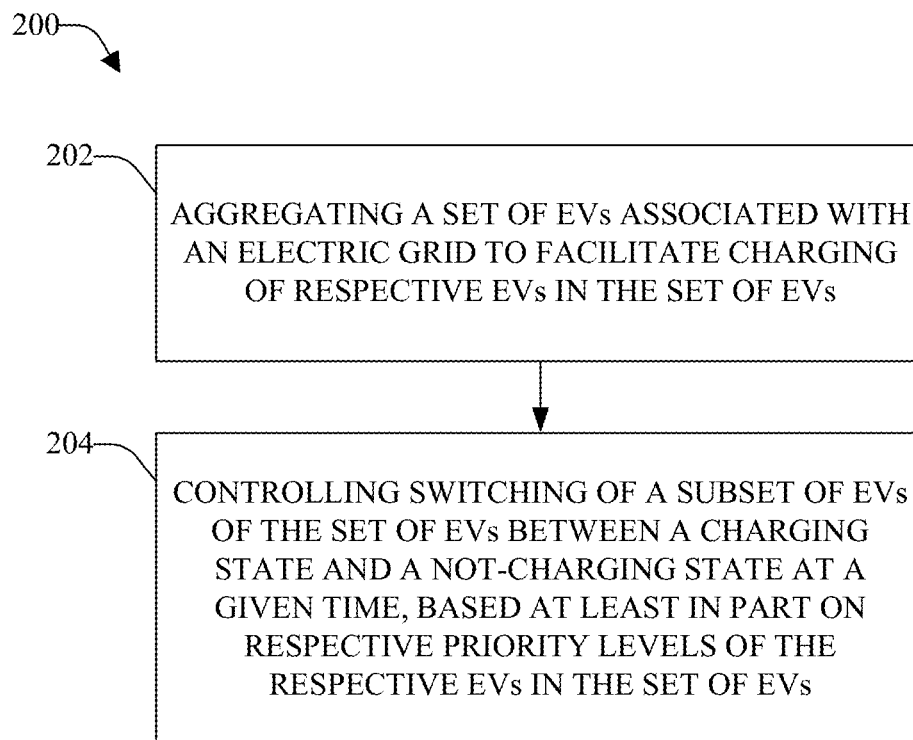 200
202
AGGREGATING A SET OF EVs ASSOCIATED WITH
AN ELECTRIC GRID TO FACILITATE CHARGING
OF RESPECTIVE EVs IN THE SET OF EVs
204
CONTROLLING SWITCHING OF A SUBSET OF EVs
OF THE SET OF EVs BETWEEN A CHARGING
STATE AND A NOT-CHARGING STATE AT A
GIVEN TIME, BASED AT LEAST IN PART ON
RESPECTIVE PRIORITY LEVELS OF THE
RESPECTIVE EVs IN THE SET OF EVs